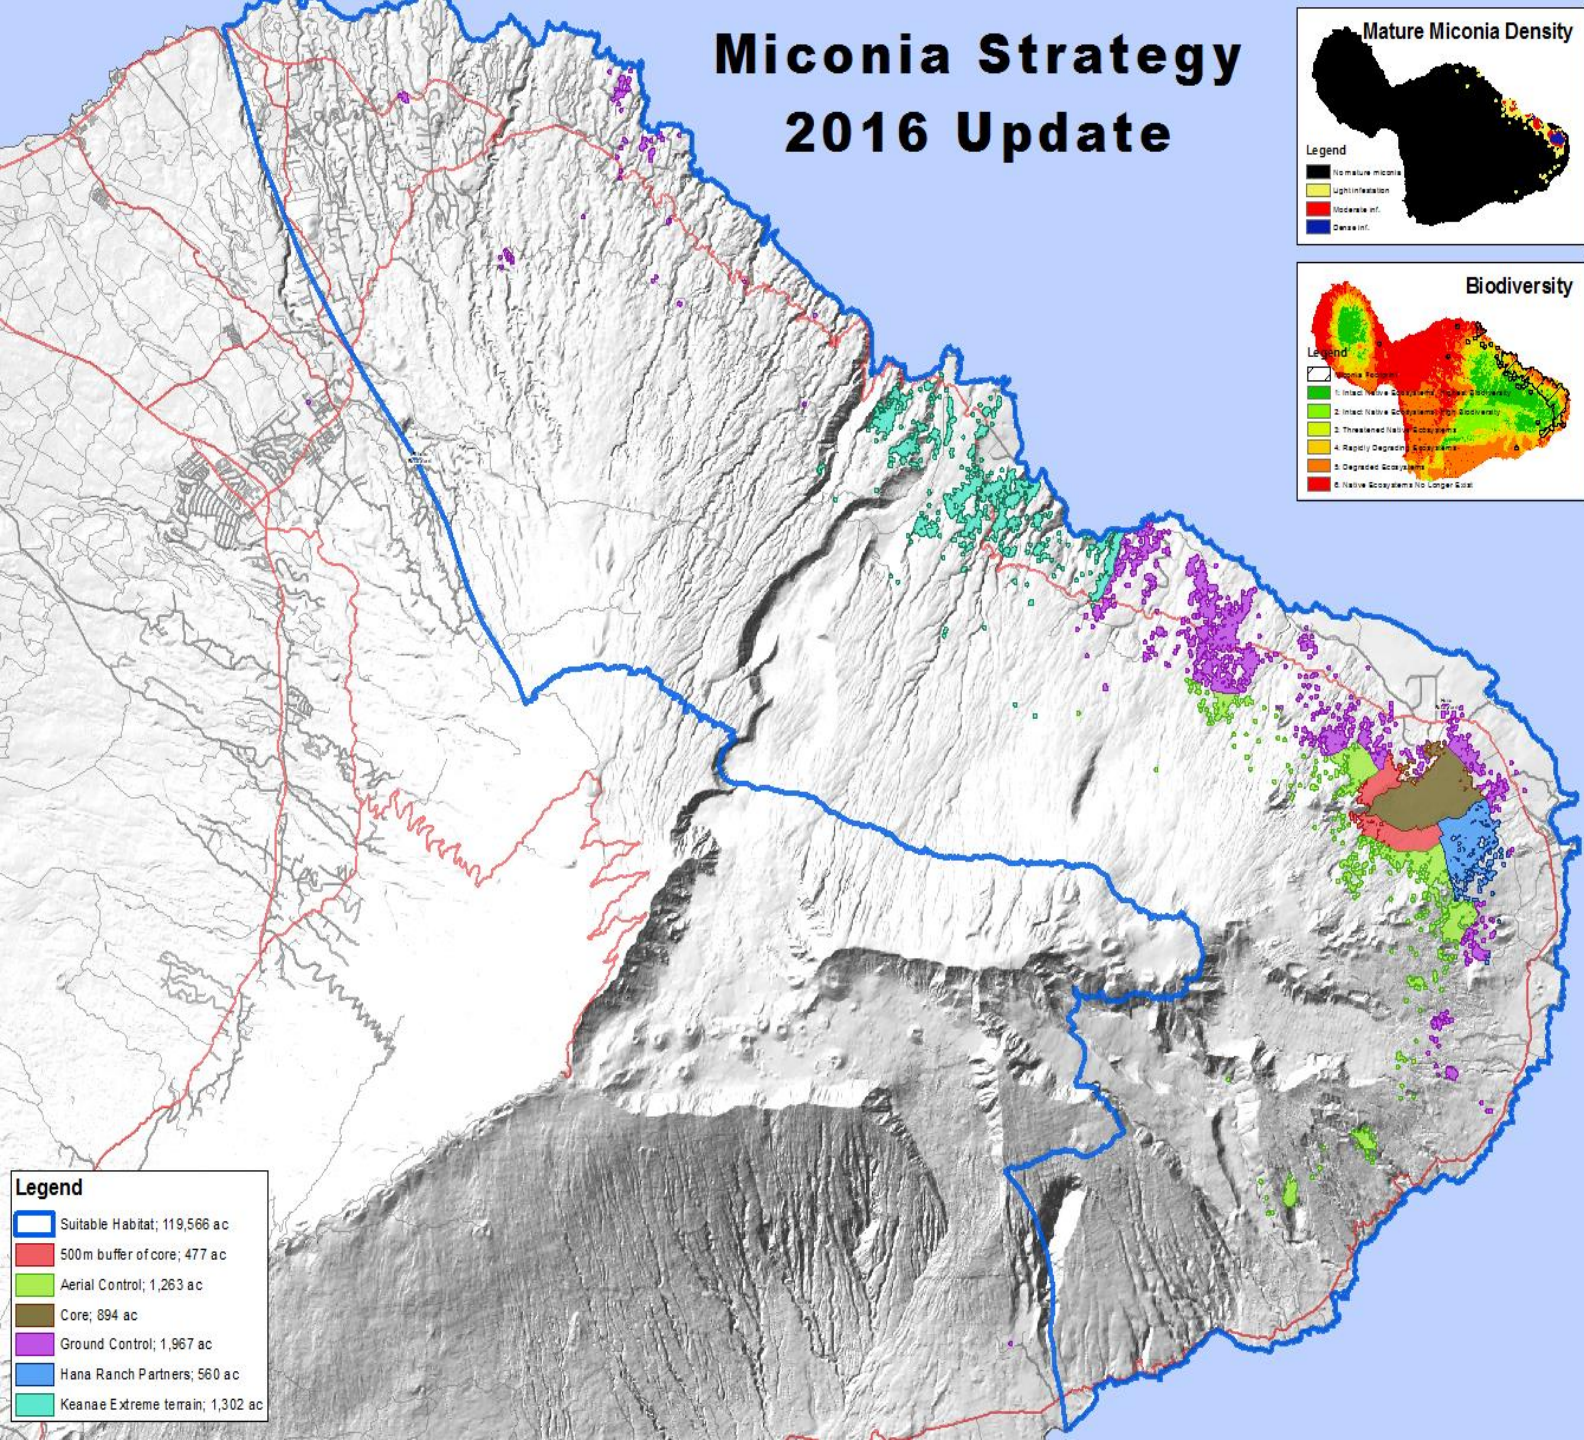 Miconia Strategy
2016 Update
Mature Miconia Density
Legend
No mature miconia
Light infestation
Moderate inf.
Dense inf.
Biodiversity
Legend
Miconia Footprint
1: Intact Native Ecosystems, Highest Biodiversity
2: Intact Native Ecosystems, High Biodiversity
3: Threatened Native Ecosystems
4: Rapidly Degrading Ecosystems
5: Degraded Ecosystems
6: Native Ecosystems No Longer Exist
Legend
Suitable Habitat; 119,566 ac
500m buffer of core; 477 ac
Aerial Control; 1,263 ac
Core; 894 ac
Ground Control; 1,967 ac
Hana Ranch Partners; 560 ac
Keanae Extreme terrain; 1,302 ac